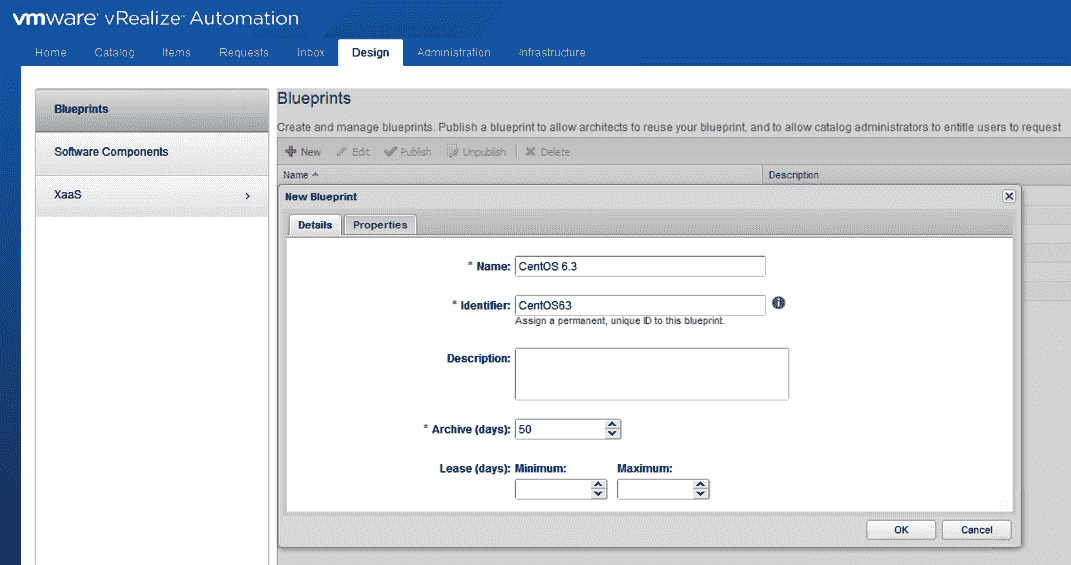 vmware® vRealize™ Automation
Home Catalog Items Requests Inbox Design Administration Infrastructure
Blueprints
Software Components
XaaS
Blueprints
Create and manage blueprints. Publish a blueprint to allow architects to reuse your blueprint, and to allow catalog administrators to entitle users to request
New Edit Publish Unpublish Delete
Name Description
New Blueprint
Details Properties
* Name: CentOS 6.3
* Identifier: CentOS63
Assign a permanent, unique ID to this blueprint.
Description:
* Archive (days): 50
Lease (days): Minimum: Maximum:
OK Cancel